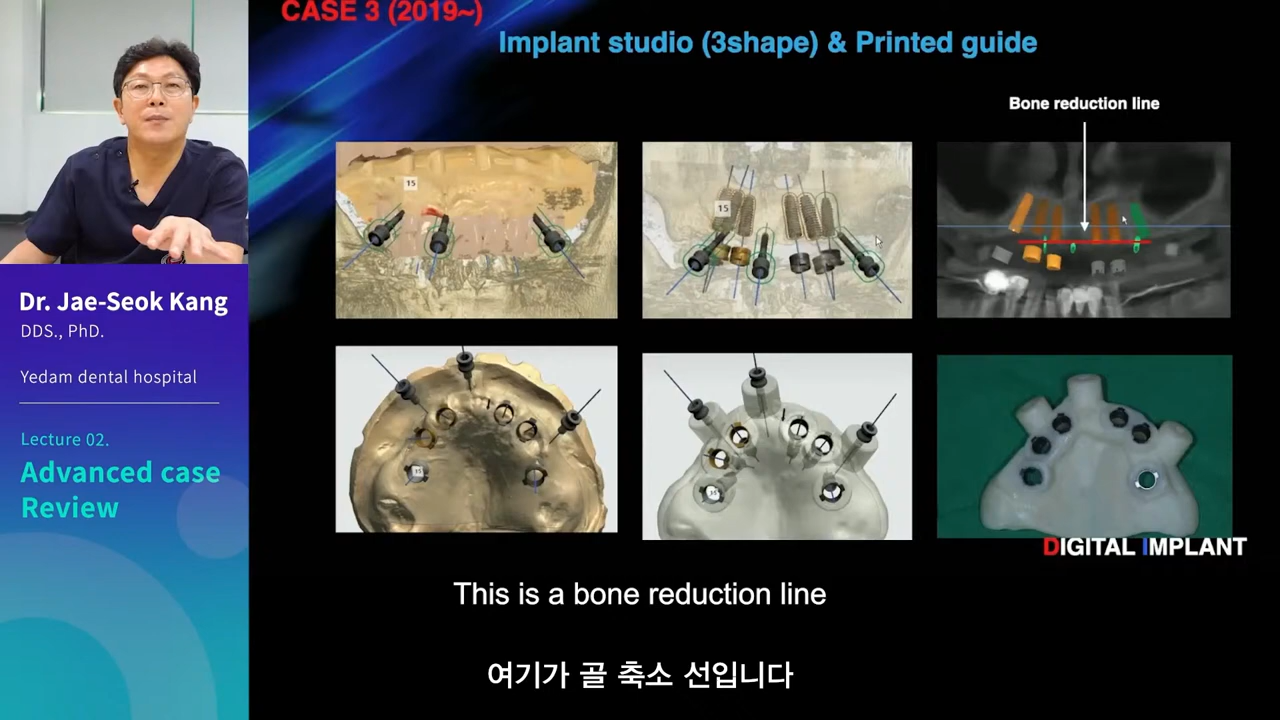 CASE 3 (2019~)
Implant studio (3shape) & Printed guide
Bone reduction line
15
15
Dr. Jae-Seok Kang
DDS., PhD.
Yedam dental hospital
Lecture 02.
Advanced case
Review
DIGITAL IMPLANT
This is a bone reduction line
여기가 골 축소 선입니다